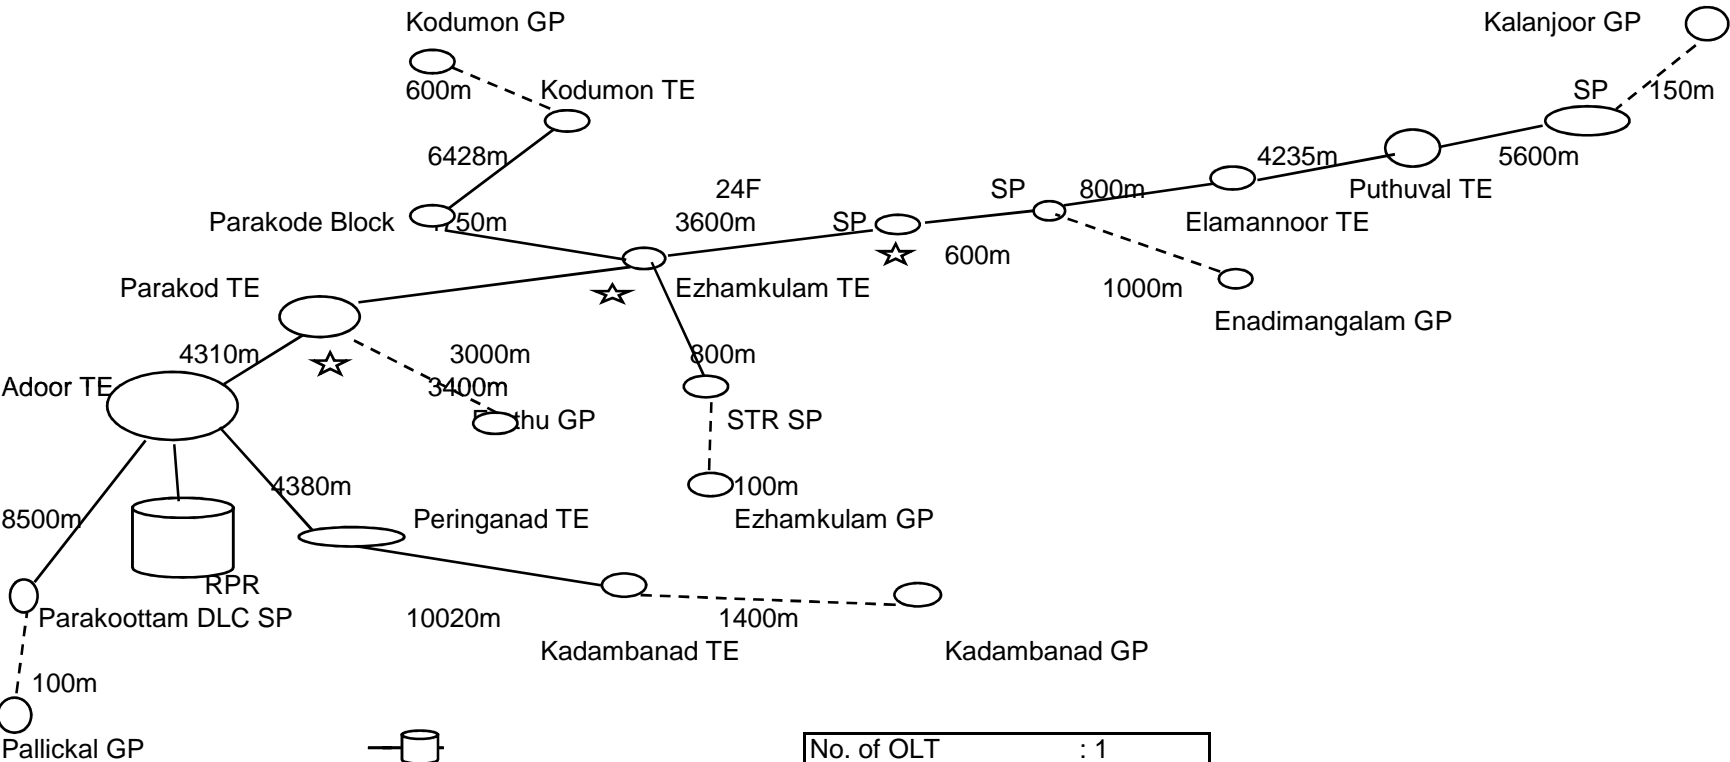 Kodumon GP
Kalanjoor GP
600m
Kodumon TE
SP
150m
6428m
4235m
5600m
24F
SP
800m
Puthuval TE
Parakode Block
3600m
SP
Elamannoor TE
600m
Parakod TE
Ezhamkulam TE
1000m
Enadimangalam GP
4310m
3000m
800m
Adoor TE
3400m
thu GP
STR SP
4380m
100m
8500m
Peringanad TE
Ezhamkulam GP
RPR
Parakoottam DLC SP
10020m
1400m
Kadambanad TE
Kadambanad GP
100m
Pallickal GP
No. of OLT : 1